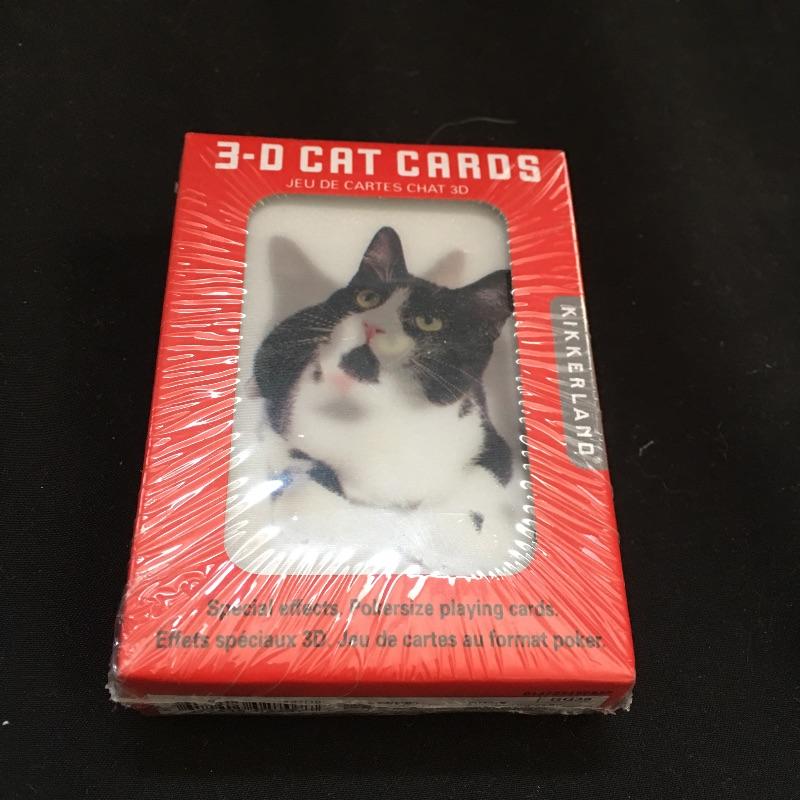 3-D CAT CARDS
JEU DE CARTES CHAT 3D
KIKKERLAND
Special effects. Pokersize playing cards.
Effets spéciaux 3D. Jeu de cartes au format poker.